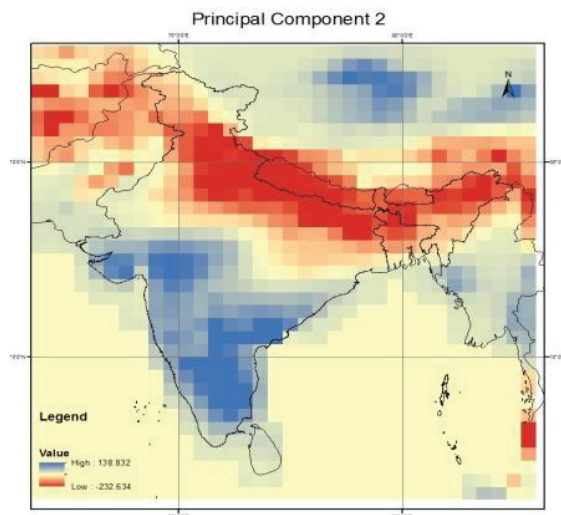 Principal Component 2
N
Legend
Value
High : 138.832
Low : -232.634